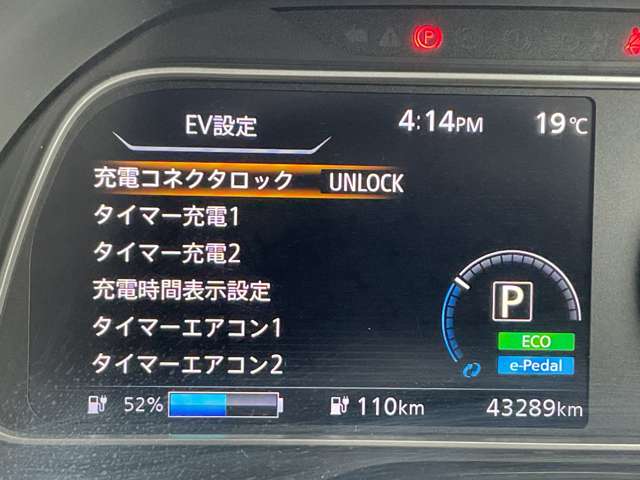 EV設定 4:14PM 19℃
充電コネクタロック UNLOCK
タイマー充電1
タイマー充電2
充電時間表示設定
タイマーエアコン1
タイマーエアコン2
P
ECO
e-Pedal
52% 110km 43289km